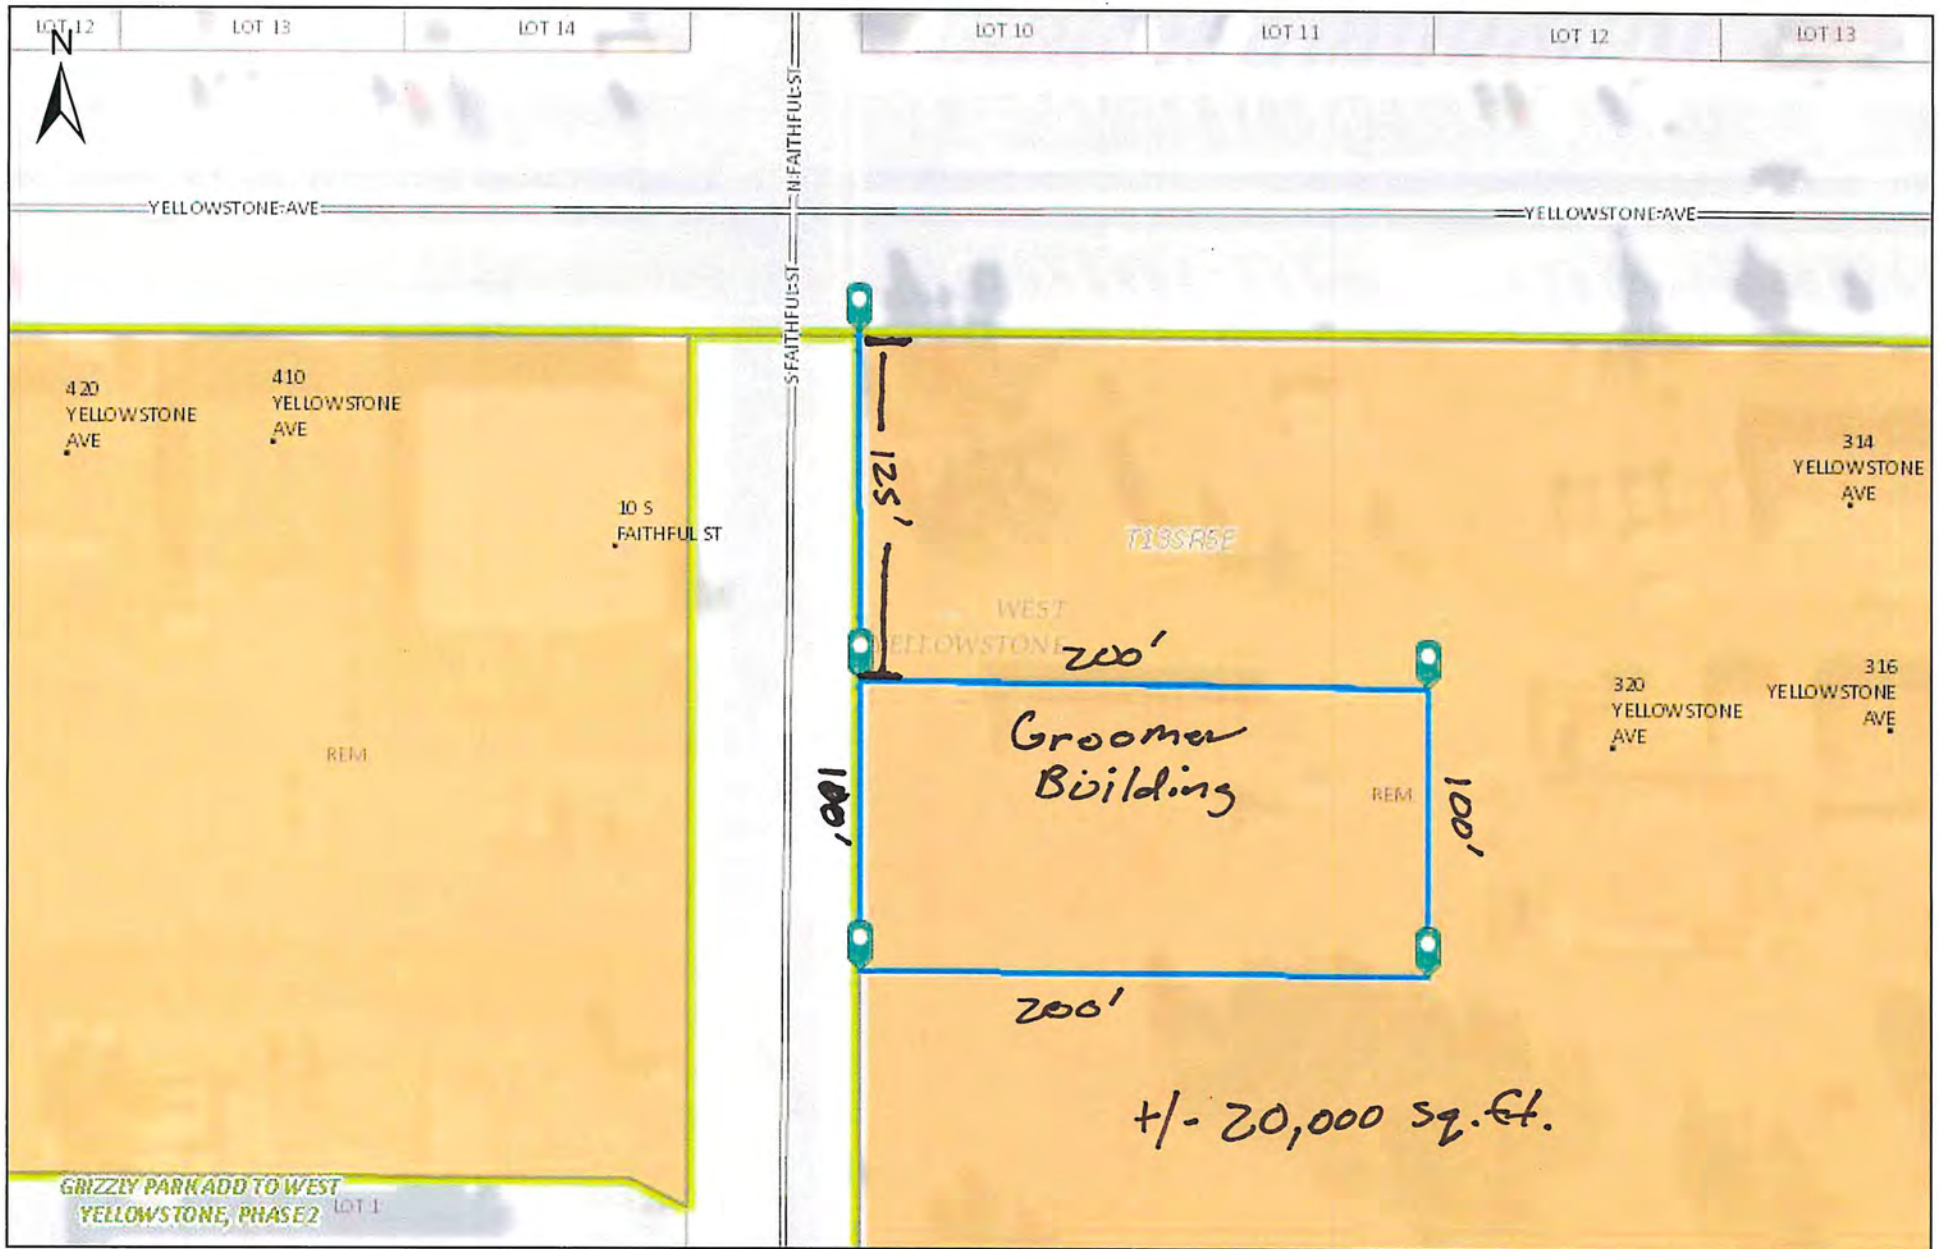 LOT 12
LOT 13
LOT 14
LOT 10
LOT 11
LOT 12
LOT 13
N
N FAITHFUL ST
YELLOWSTONE AVE
YELLOWSTONE AVE
S FAITHFUL ST
420
YELLOWSTONE
AVE
410
YELLOWSTONE
AVE
10 S
FAITHFUL ST
125'
T13S R5E
314
YELLOWSTONE
AVE
WEST
YELLOWSTONE
200'
320
YELLOWSTONE
AVE
316
YELLOWSTONE
AVE
Groomer
Building
REM
REM
100'
100'
200'
+/- 20,000 sq.ft.
GRIZZLY PARK ADD TO WEST
YELLOWSTONE, PHASE 2
LOT 1